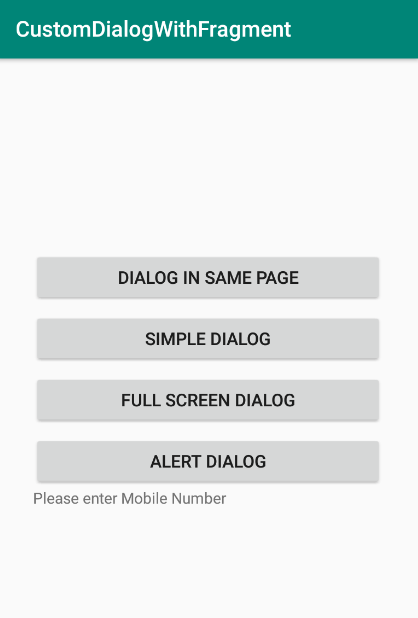 CustomDialogWithFragment
DIALOG IN SAME PAGE
SIMPLE DIALOG
FULL SCREEN DIALOG
ALERT DIALOG
Please enter Mobile Number